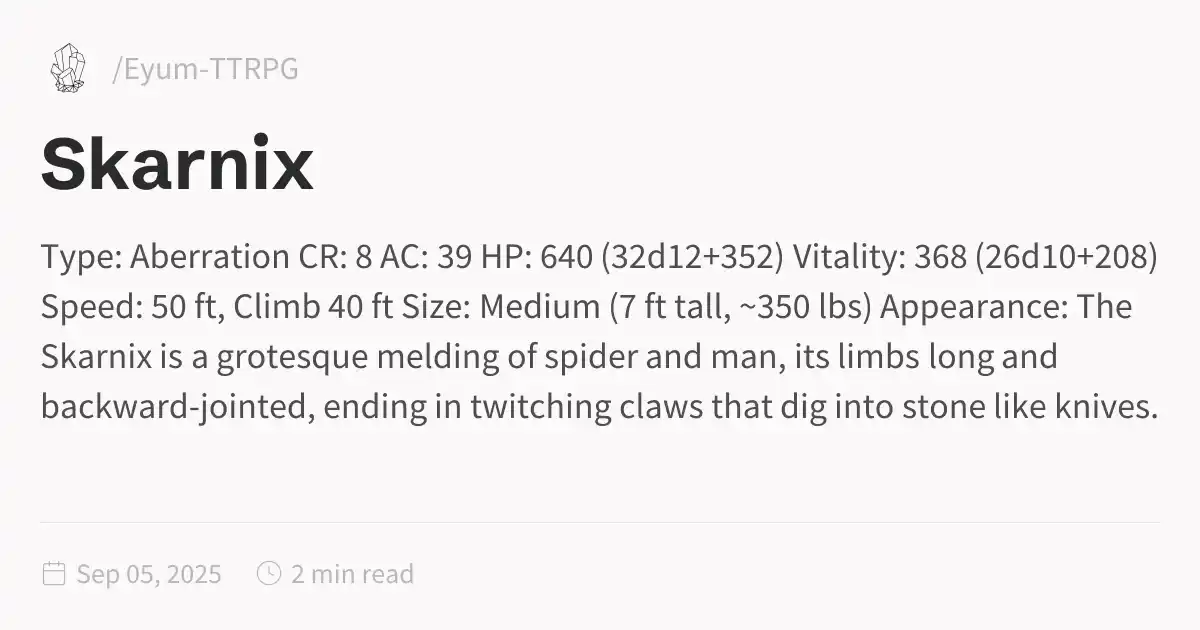 /Eyum-TTRPG
Skarnix
Type: Aberration CR: 8 AC: 39 HP: 640 (32d12+352) Vitality: 368 (26d10+208)
Speed: 50 ft, Climb 40 ft Size: Medium (7 ft tall, ~350 lbs) Appearance: The
Skarnix is a grotesque melding of spider and man, its limbs long and
backward-jointed, ending in twitching claws that dig into stone like knives.
Sep 05, 2025
2 min read